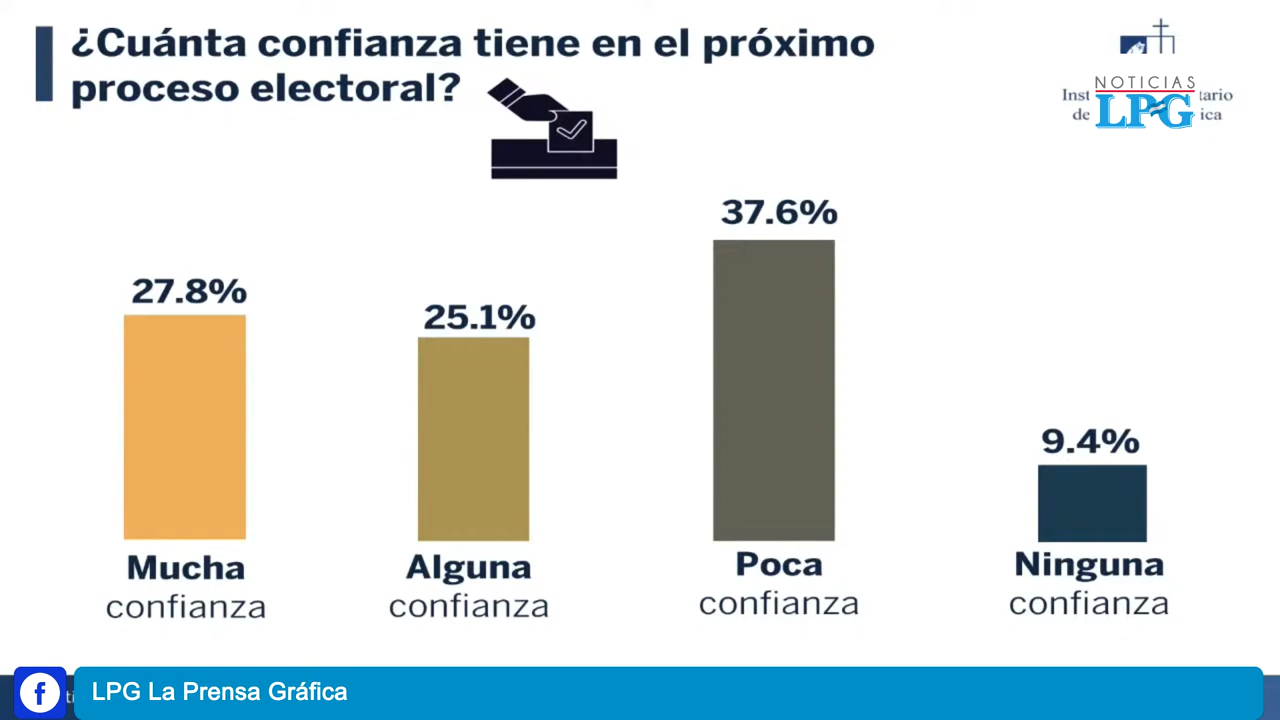 ¿Cuánta confianza tiene en el próximo
proceso electoral?
NOTICIAS
LPG
37.6%
27.8%
25.1%
9.4%
Mucha
confianza
Alguna
confianza
Poca
confianza
Ninguna
confianza
LPG La Prensa Gráfica